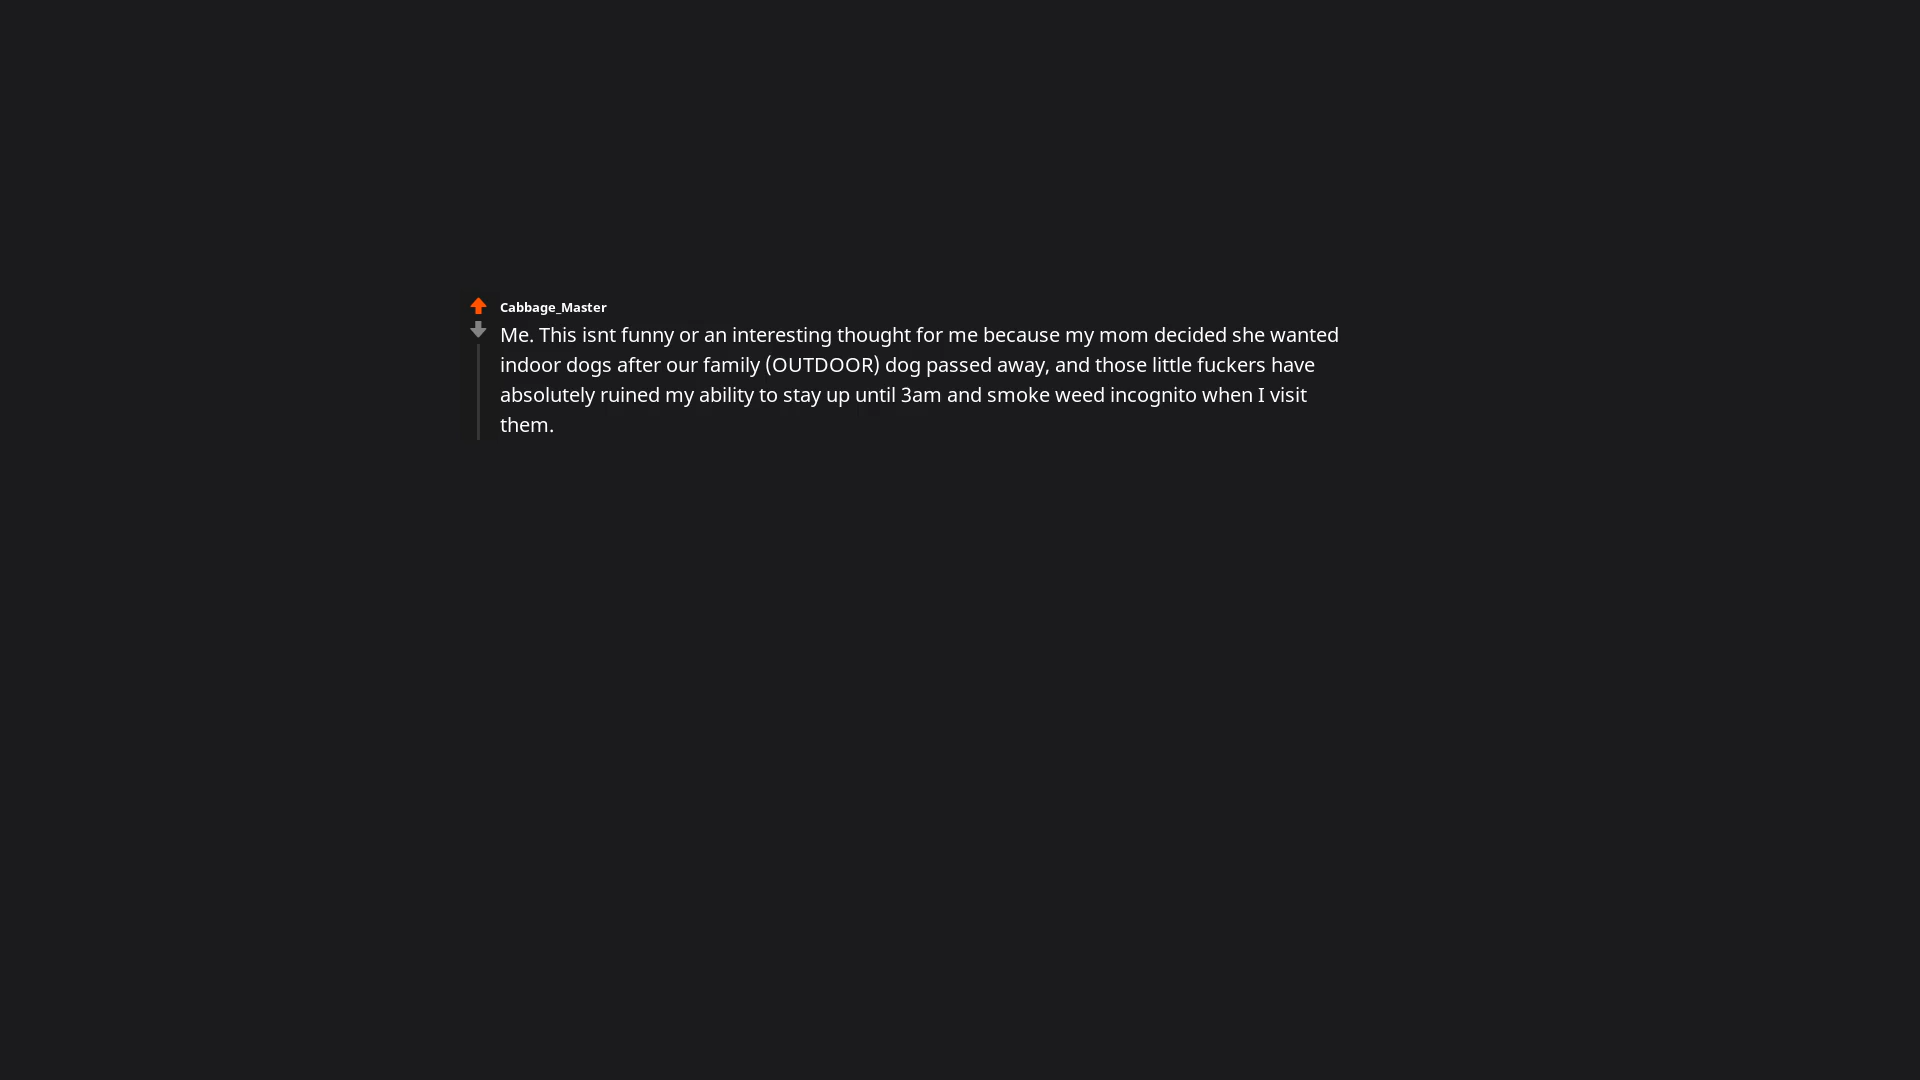 Cabbage_Master
Me. This isnt funny or an interesting thought for me because my mom decided she wanted
indoor dogs after our family (OUTDOOR) dog passed away, and those little fuckers have
absolutely ruined my ability to stay up until 3am and smoke weed incognito when I visit
them.